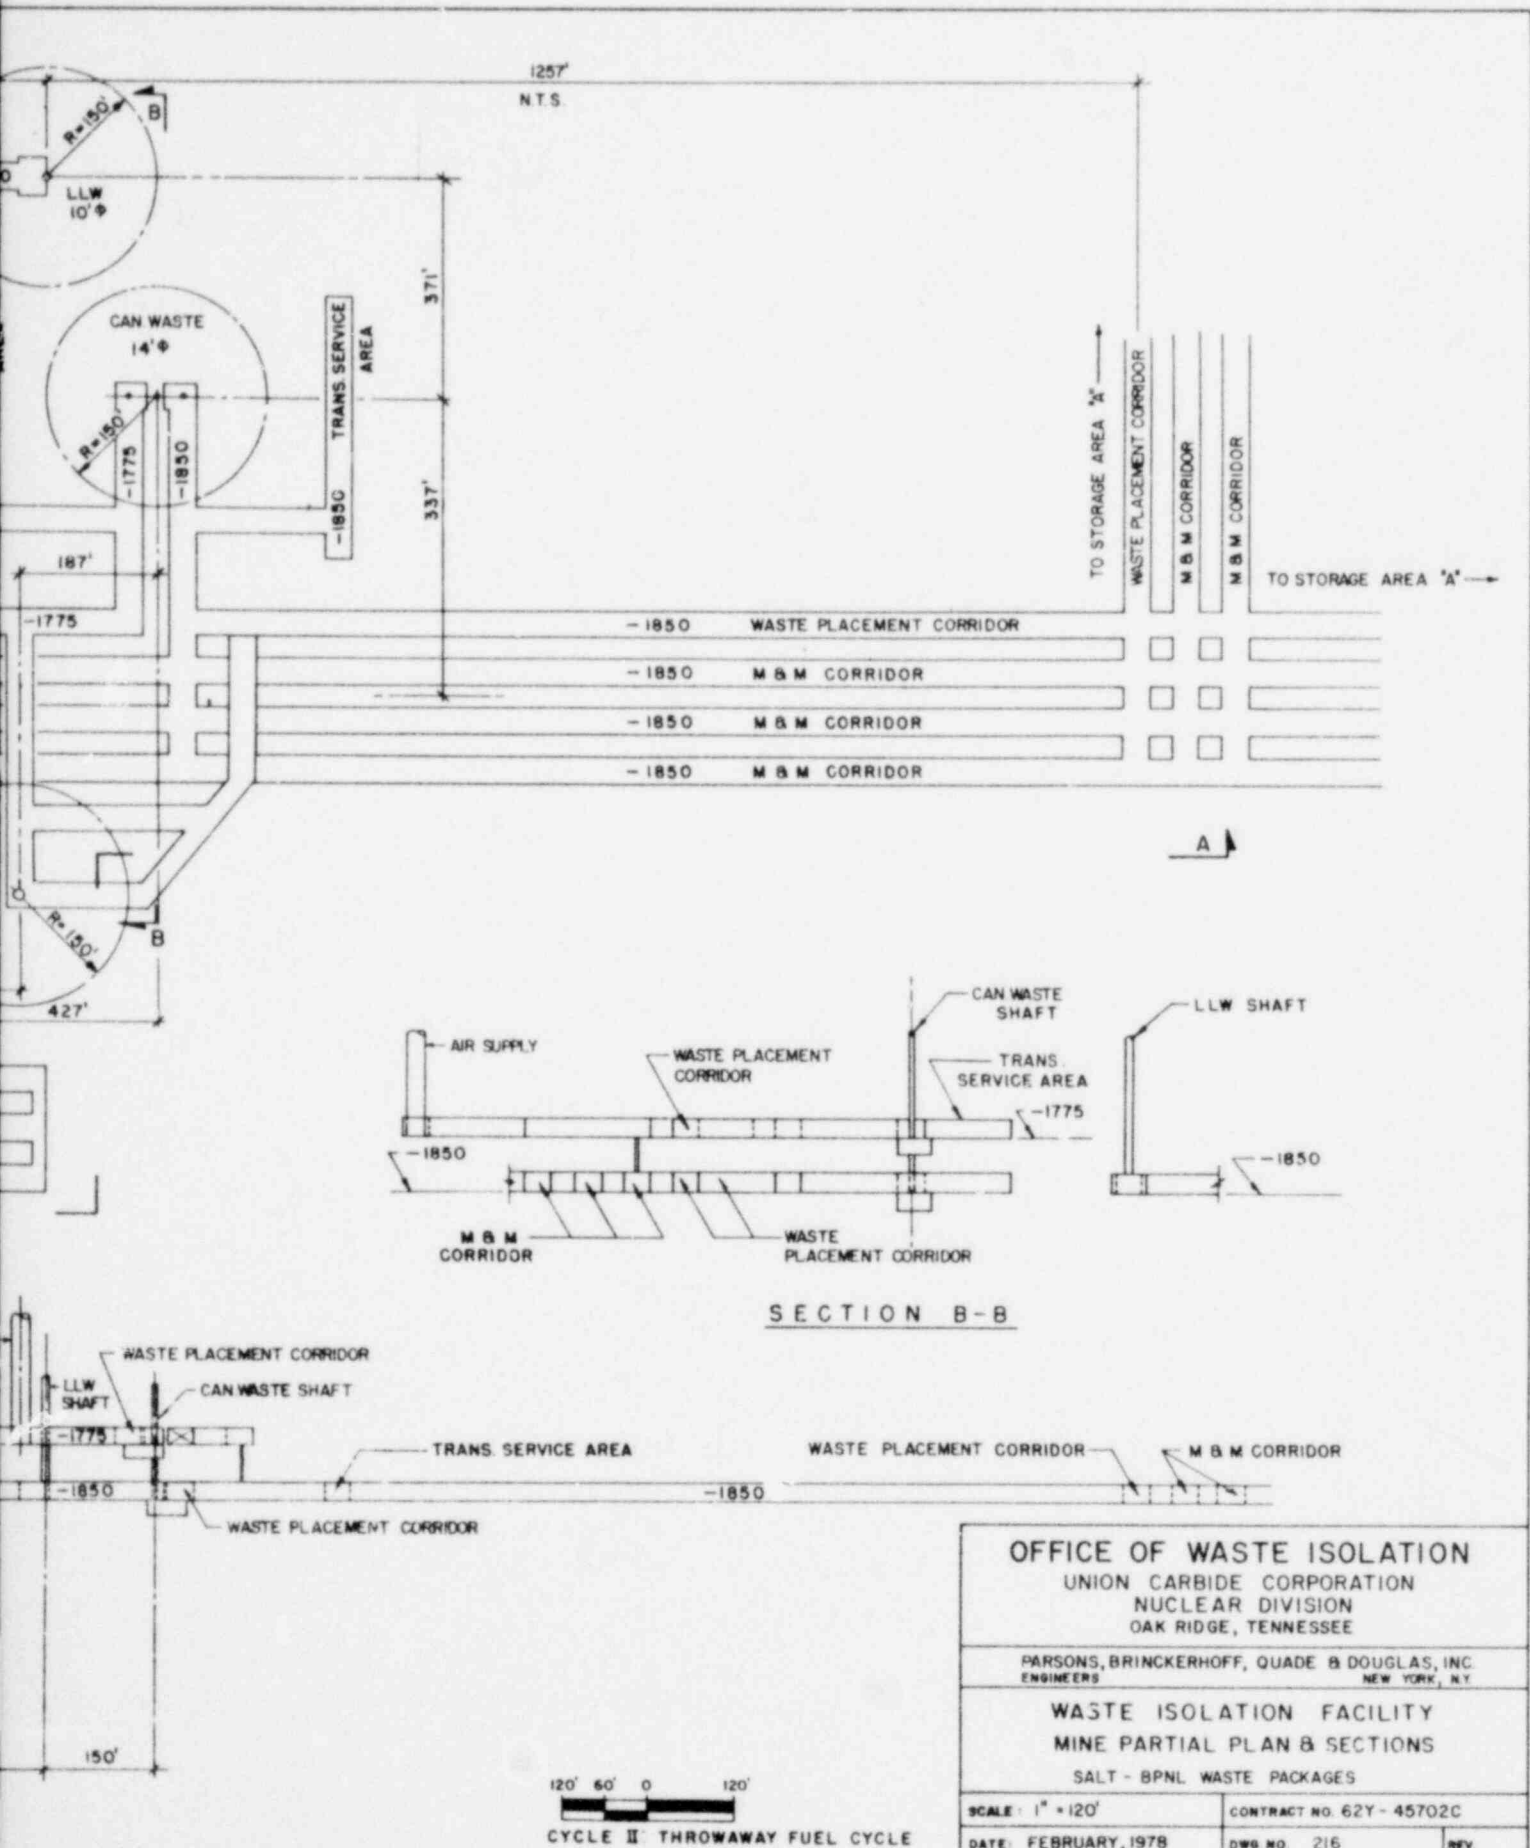 1257'
N.T.S.
B
R=150'
LLW
10'Φ
371'
CAN WASTE
14'Φ
R=150'
-1775
-1850
-1850 TRANS. SERVICE
AREA
337'
187'
-1775
TO STORAGE AREA "A"
WASTE PLACEMENT CORRIDOR
M & M CORRIDOR
M & M CORRIDOR
TO STORAGE AREA "A"
-1850 WASTE PLACEMENT CORRIDOR
-1850 M & M CORRIDOR
-1850 M & M CORRIDOR
-1850 M & M CORRIDOR
A
R=150'
B
427'
AIR SUPPLY
WASTE PLACEMENT
CORRIDOR
CAN WASTE
SHAFT
LLW SHAFT
TRANS.
SERVICE AREA
-1775
-1850
-1850
M & M
CORRIDOR
WASTE
PLACEMENT CORRIDOR
SECTION B-B
WASTE PLACEMENT CORRIDOR
LLW
SHAFT
CAN WASTE SHAFT
-1775
TRANS. SERVICE AREA
WASTE PLACEMENT CORRIDOR
M & M CORRIDOR
-1850
-1850
WASTE PLACEMENT CORRIDOR
150'
120' 60' 0 120'
CYCLE II THROWAWAY FUEL CYCLE
OFFICE OF WASTE ISOLATION
UNION CARBIDE CORPORATION
NUCLEAR DIVISION
OAK RIDGE, TENNESSEE
PARSONS, BRINCKERHOFF, QUADE & DOUGLAS, INC.
ENGINEERS NEW YORK, N.Y.
WASTE ISOLATION FACILITY
MINE PARTIAL PLAN & SECTIONS
SALT - BPNL WASTE PACKAGES
SCALE: 1" = 120'
CONTRACT NO. 62Y-45702C
DATE: FEBRUARY, 1978
DWG NO. 216
REV.